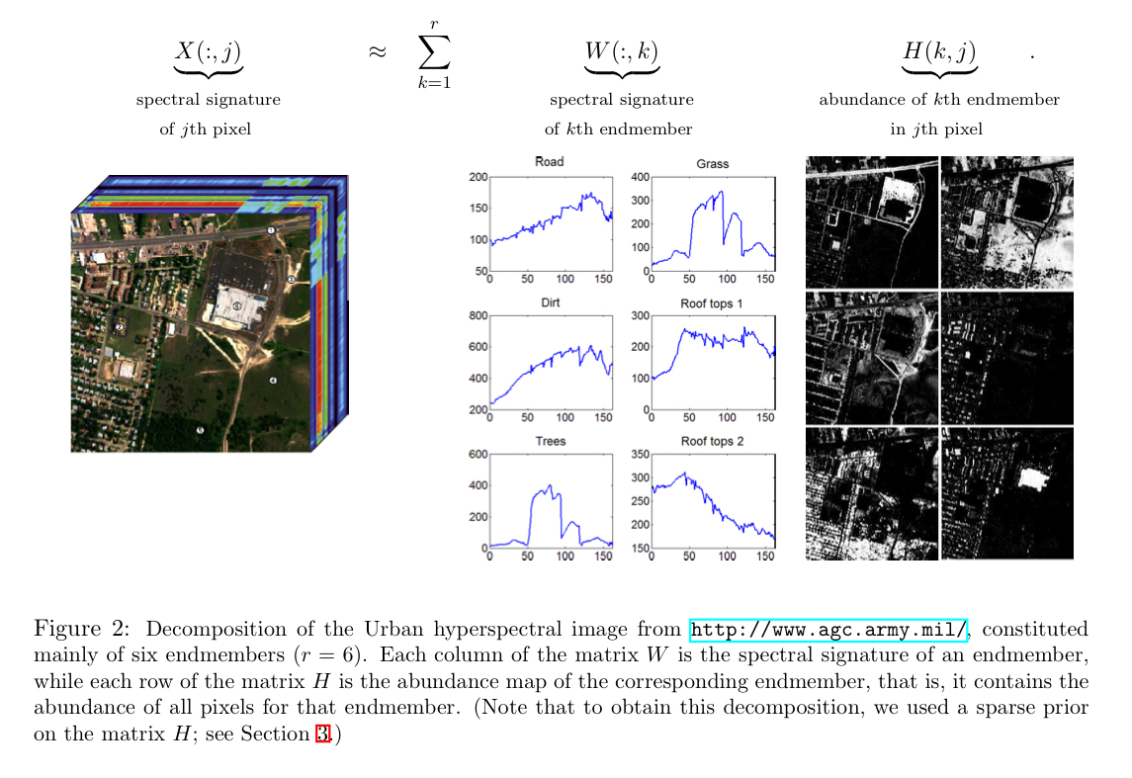 X(:, j) ≈ r ∑ k=1 W(:, k) H(k, j) .
spectral signature spectral signature abundance of kth endmember
of jth pixel of kth endmember in jth pixel
Road Grass
200 400
150 300
200
100 100
50 0
0 50 100 150 0 50 100 150
Dirt Roof tops 1
800 300
600 200
400 100
200 0
0 50 100 150 0 50 100 150
Trees Roof tops 2
600 350
400 300
250
200 200
0 150
0 50 100 150 0 50 100 150
Figure 2: Decomposition of the Urban hyperspectral image from http://www.agc.army.mil/, constituted
mainly of six endmembers (r = 6). Each column of the matrix W is the spectral signature of an endmember,
while each row of the matrix H is the abundance map of the corresponding endmember, that is, it contains the
abundance of all pixels for that endmember. (Note that to obtain this decomposition, we used a sparse prior
on the matrix H; see Section 3.)